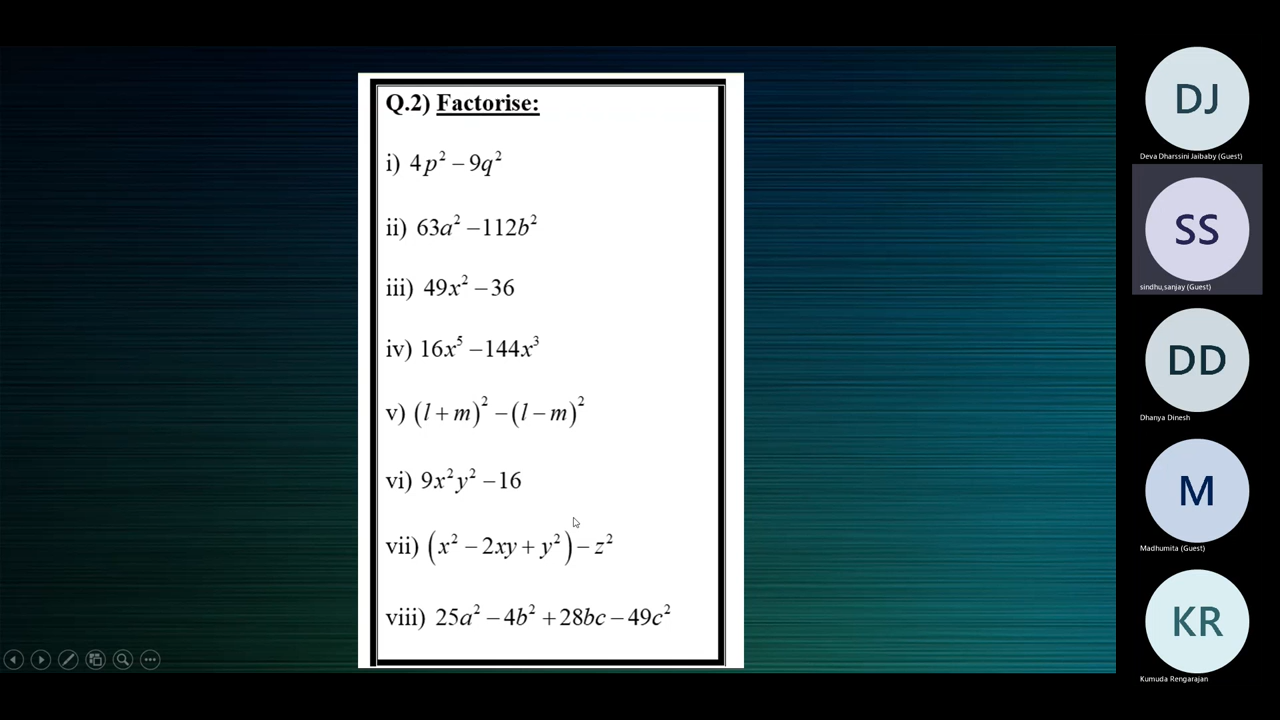 Q.2) Factorise:
i) 4p² – 9q²
ii) 63a² –112b²
iii) 49x² – 36
iv) 16x⁵ –144x³
v) (l + m)² – (l – m)²
vi) 9x²y² –16
vii) (x² – 2xy + y²) – z²
viii) 25a² – 4b² + 28bc – 49c²
DJ
Deva Dharssini Jaibaby (Guest)
SS
sindhu,sanjay (Guest)
DD
Dhanya Dinesh
M
Madhumita (Guest)
KR
Kumuda Rengarajan